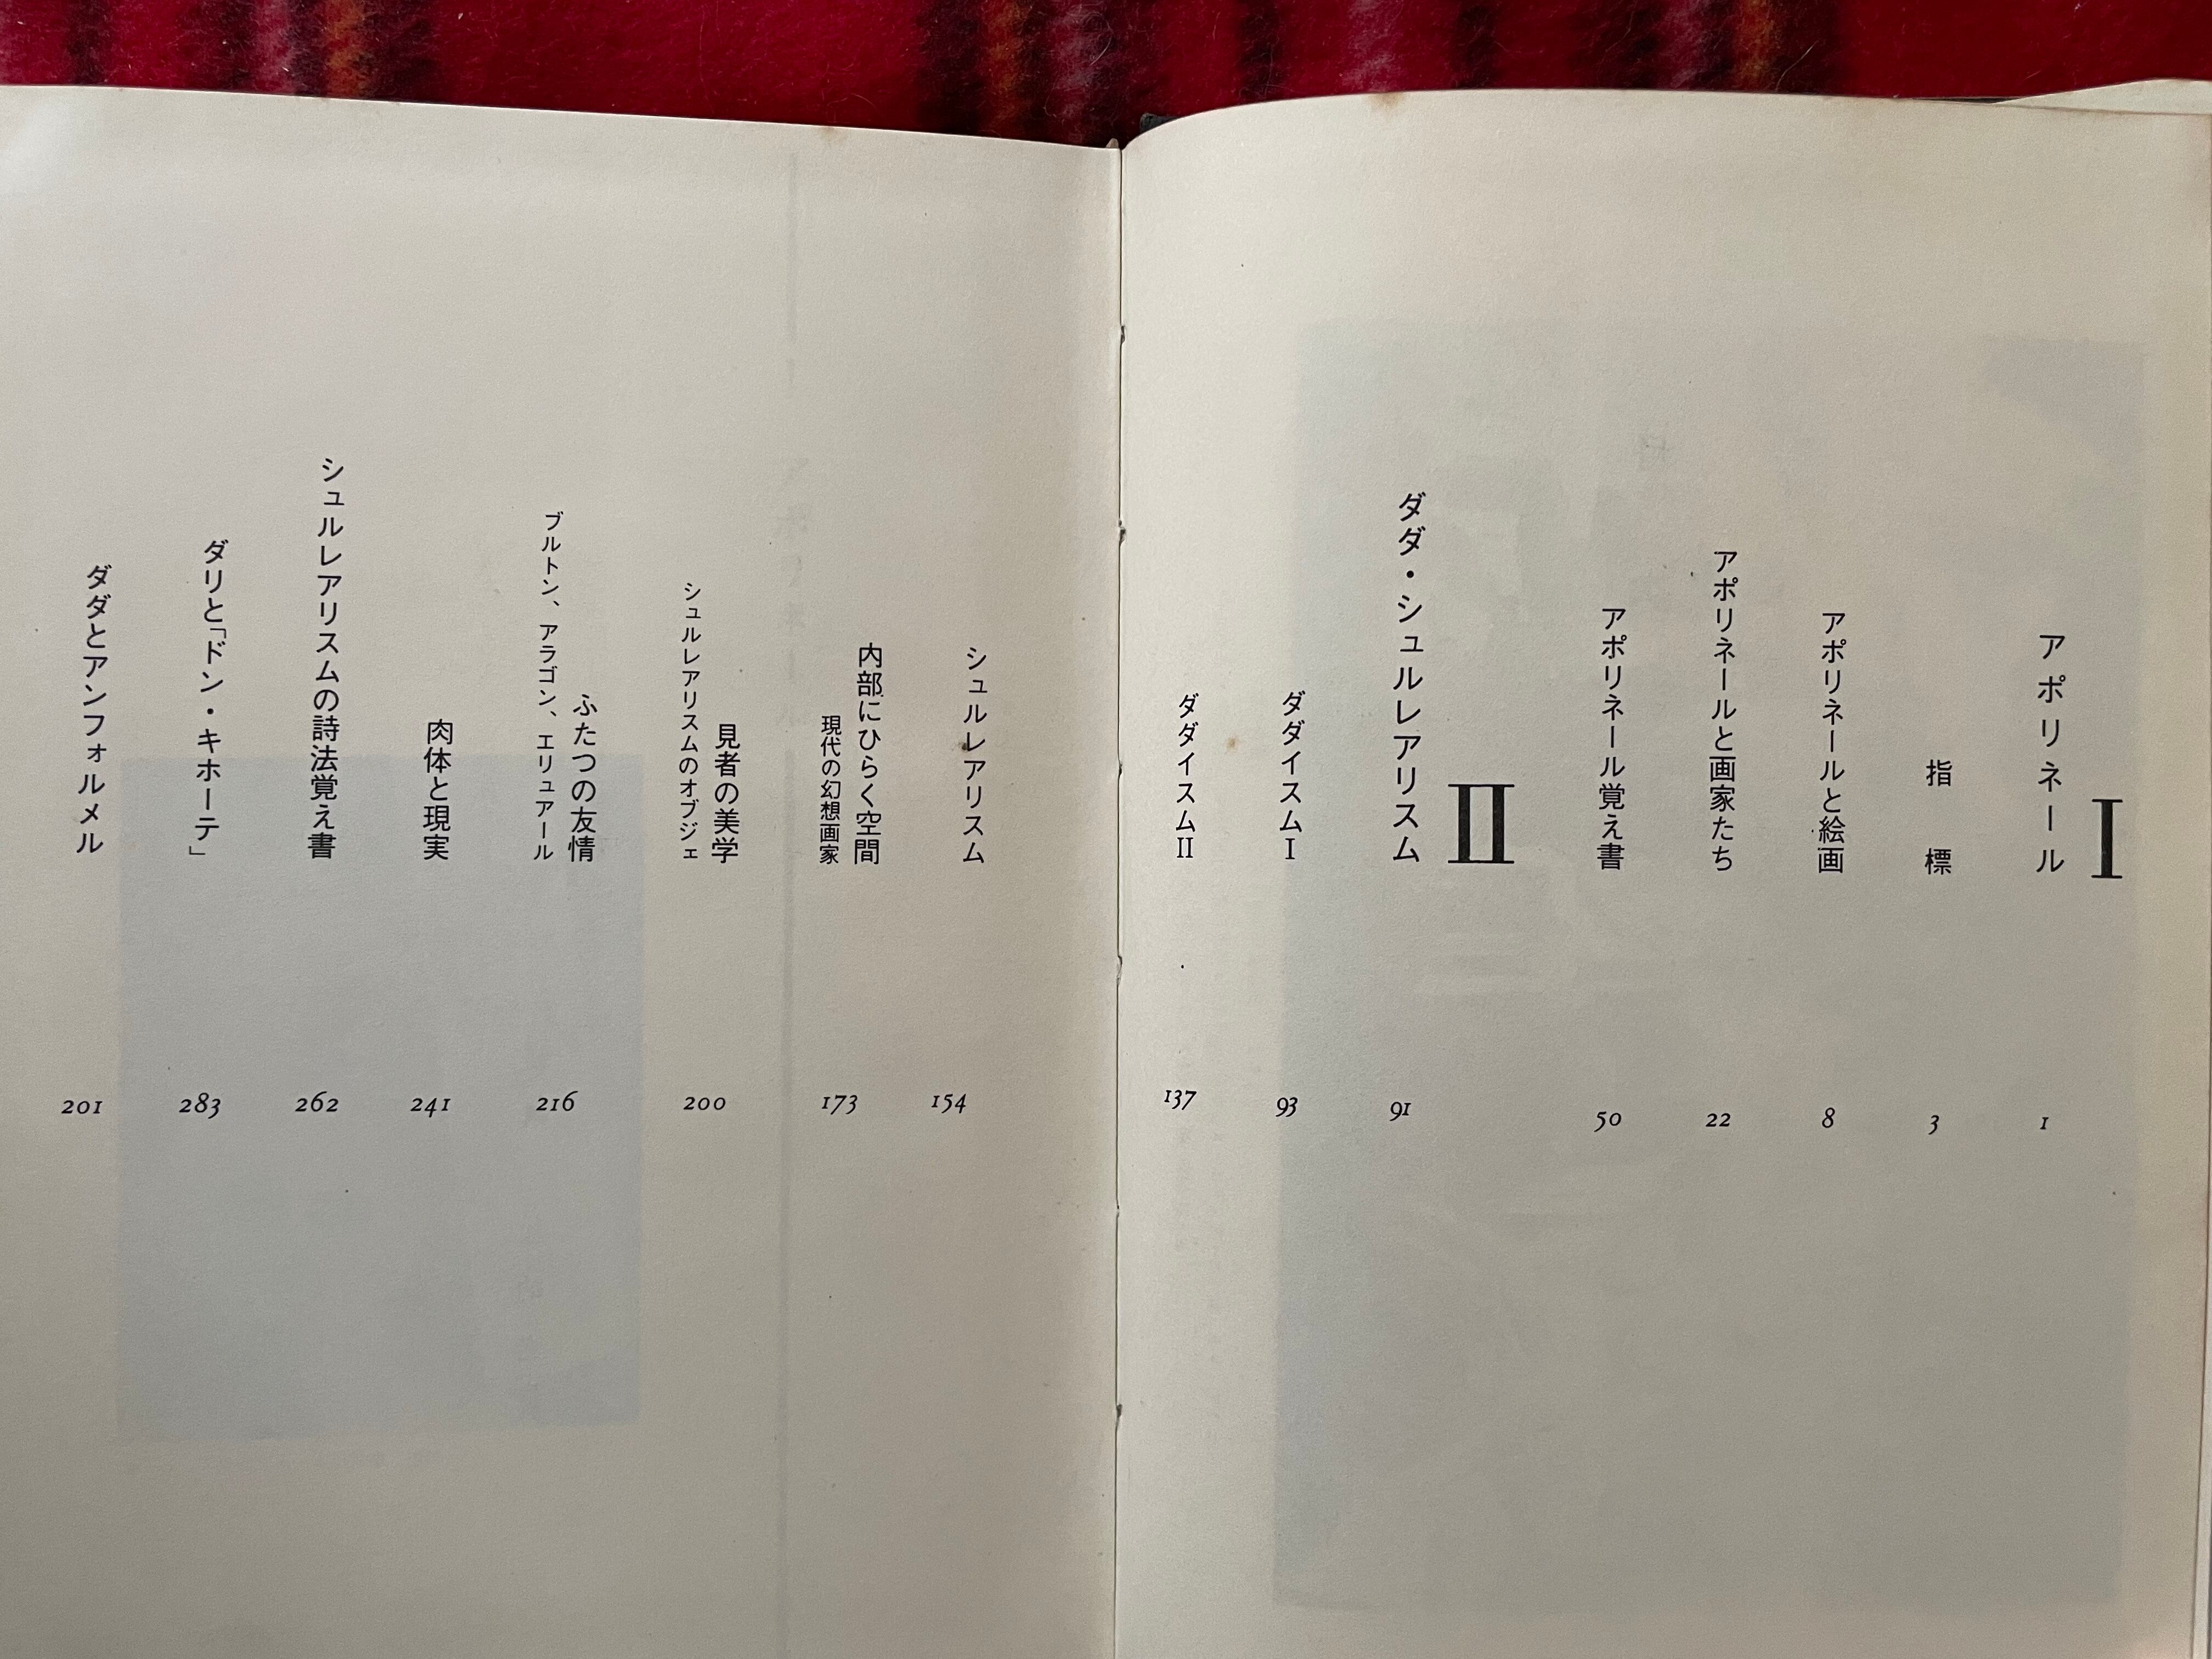 I
アポリネール 1
指標 3
アポリネールと絵画 8
アポリネールと画家たち 22
アポリネール覚え書 50
II
ダダ・シュルレアリスム 91
ダダイスムI 93
ダダイスムII 137
シュルレアリスム 154
内部にひらく空間
現代の幻想画家 173
見者の美学
シュルレアリスムのオブジェ 200
ふたつの友情
ブルトン、アラゴン、エリュアール 216
肉体と現実 241
シュルレアリスムの詩法覚え書 262
ダリと「ドン・キホーテ」 283
ダダとアンフォルメル 201